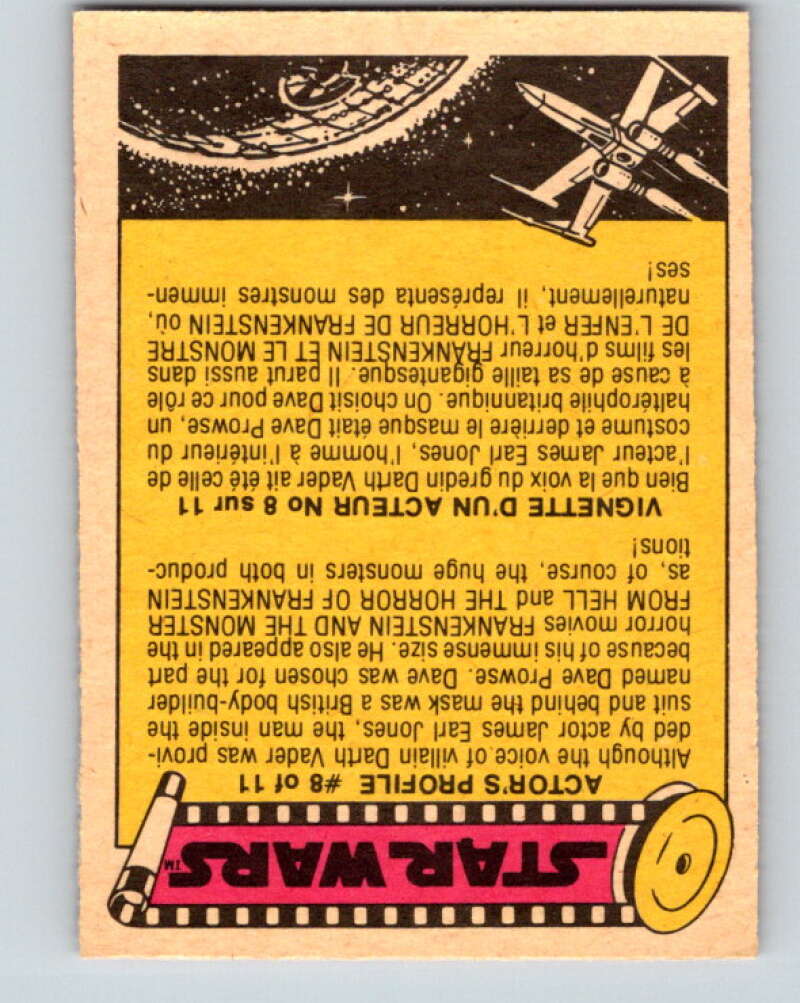 STAR WARS™
ACTOR'S PROFILE #8 of 11
Although the voice of villain Darth Vader was provi-
ded by actor James Earl Jones, the man inside the
suit and behind the mask was a British body-builder
named Dave Prowse. Dave was chosen for the part
because of his immense size. He also appeared in the
horror movies FRANKENSTEIN AND THE MONSTER
FROM HELL and THE HORROR OF FRANKENSTEIN
as, of course, the huge monsters in both produc-
tions!
VIGNETTE D'UN ACTEUR No 8 sur 11
Bien que la voix du gredin Darth Vader ait été celle de
l'acteur James Earl Jones, l'homme à l'intérieur du
costume et derrière le masque était Dave Prowse, un
haltérophile britannique. On choisit Dave pour ce rôle
à cause de sa taille gigantesque. Il parut aussi dans
les films d'horreur FRANKENSTEIN ET LE MONSTRE
DE L'ENFER et L'HORREUR DE FRANKENSTEIN où,
naturellement, il représenta des monstres immen-
ses!